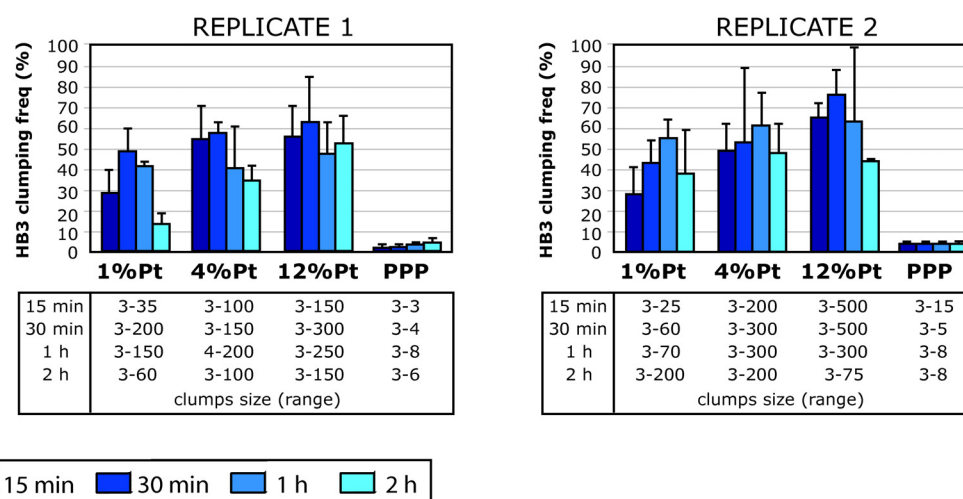 REPLICATE 1
HB3 clumping freq (%)
100
90
80
70
60
50
40
30
20
10
0
1%Pt 4%Pt 12%Pt PPP
15 min 3-35 3-100 3-150 3-3
30 min 3-200 3-150 3-300 3-4
1 h 3-150 4-200 3-250 3-8
2 h 3-60 3-100 3-150 3-6
clumps size (range)
REPLICATE 2
HB3 clumping freq (%)
100
90
80
70
60
50
40
30
20
10
0
1%Pt 4%Pt 12%Pt PPP
15 min 3-25 3-200 3-500 3-15
30 min 3-60 3-300 3-500 3-5
1 h 3-70 3-300 3-300 3-8
2 h 3-200 3-200 3-75 3-8
clumps size (range)
15 min 30 min 1 h 2 h